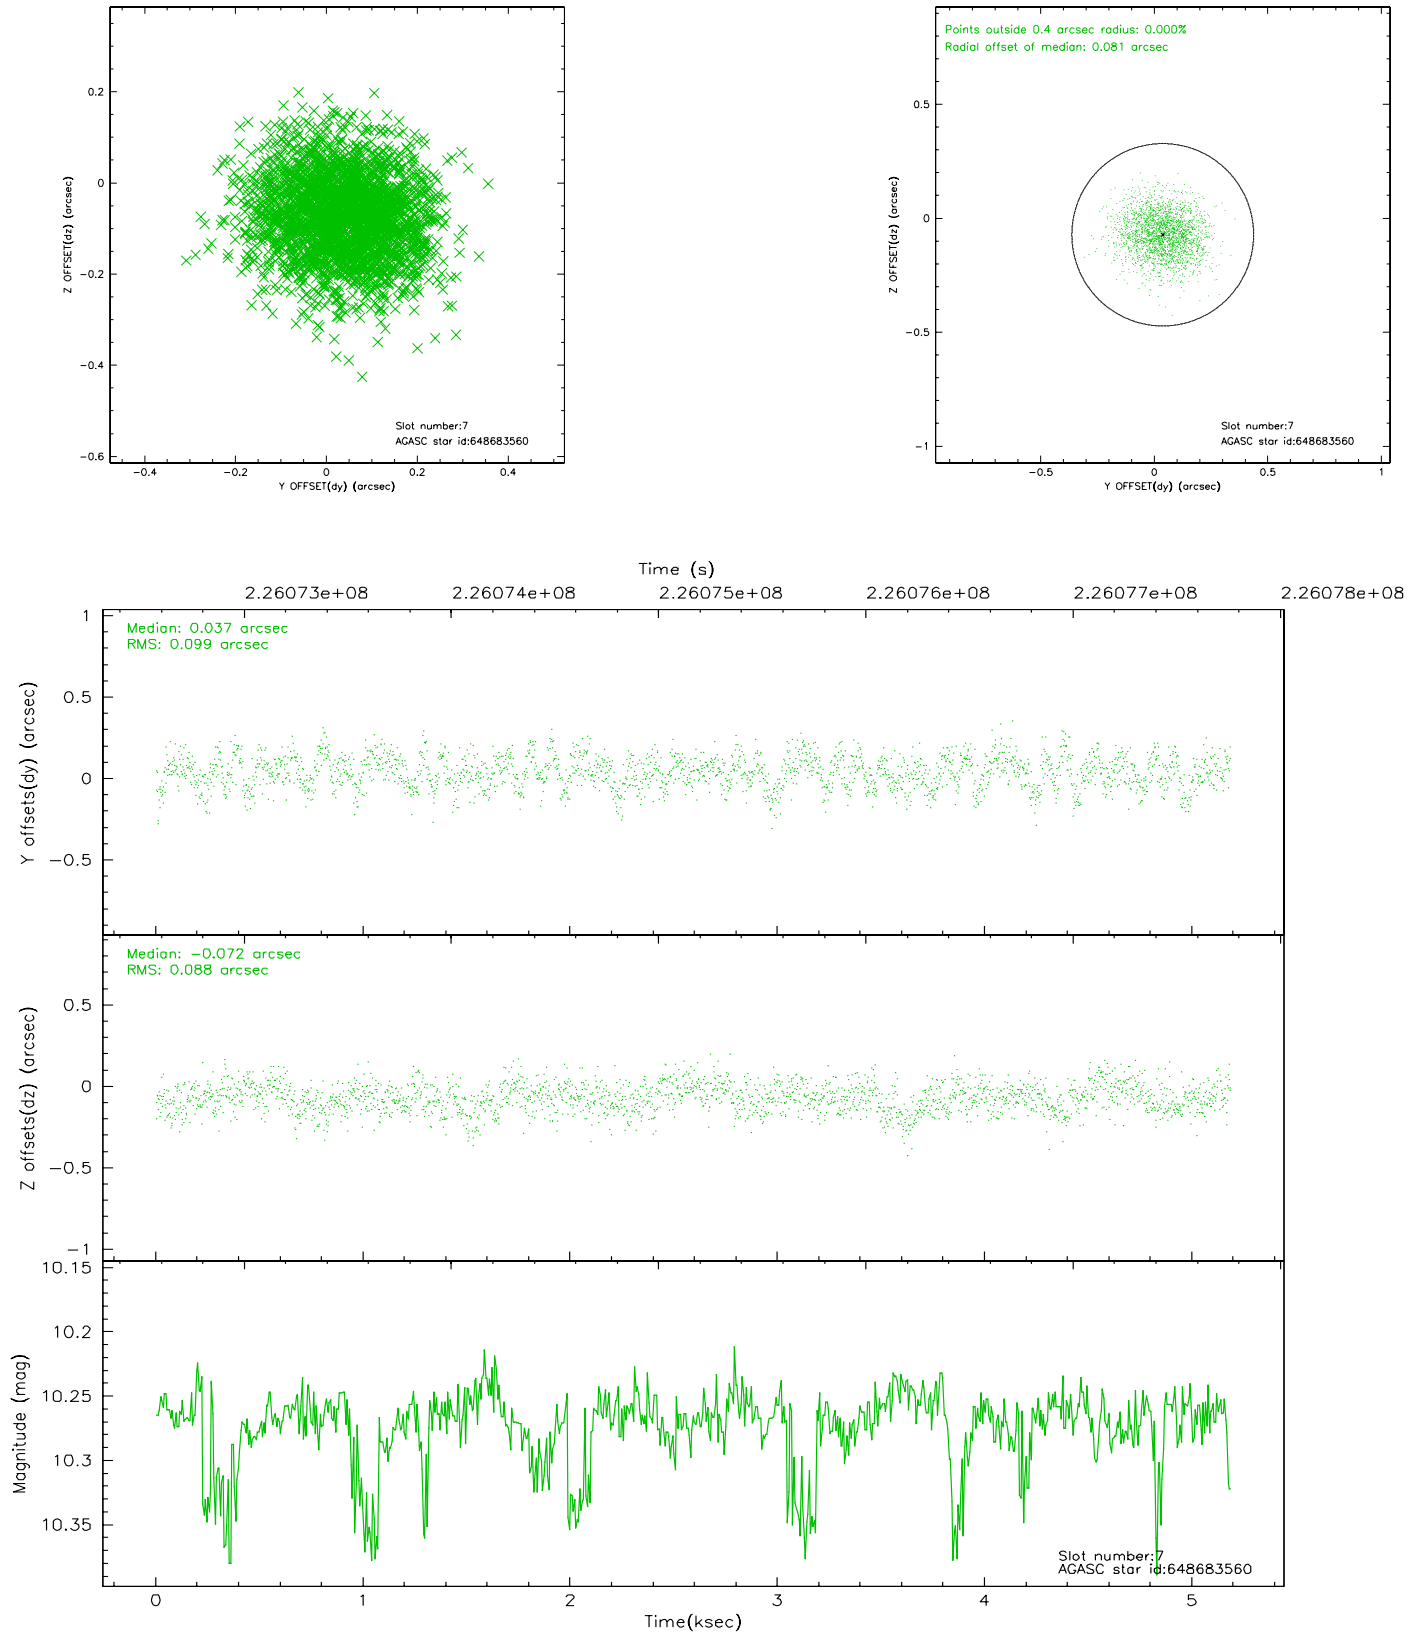 0.2
0
-0.2
-0.4
-0.6
Z OFFSET(dz) (arcsec)
Slot number:7
AGASC star id:648683560
-0.4
-0.2
0
0.2
0.4
Y OFFSET(dy) (arcsec)
Points outside 0.4 arcsec radius: 0.000%
Radial offset of median: 0.081 arcsec
0.5
0
-0.5
-1
Z OFFSET(dz) (arcsec)
Slot number:7
AGASC star id:648683560
-0.5
0
0.5
1
Y OFFSET(dy) (arcsec)
Time (s)
2.26073e+08
2.26074e+08
2.26075e+08
2.26076e+08
2.26077e+08
2.26078e+08
Median: 0.037 arcsec
RMS: 0.099 arcsec
1
0.5
0
-0.5
Y offsets(dy) (arcsec)
Median: -0.072 arcsec
RMS: 0.088 arcsec
0.5
0
-0.5
-1
Z offsets(dz) (arcsec)
10.15
10.2
10.25
10.3
10.35
Magnitude (mag)
Slot number:7
AGASC star id:648683560
0
1
2
3
4
5
Time(ksec)